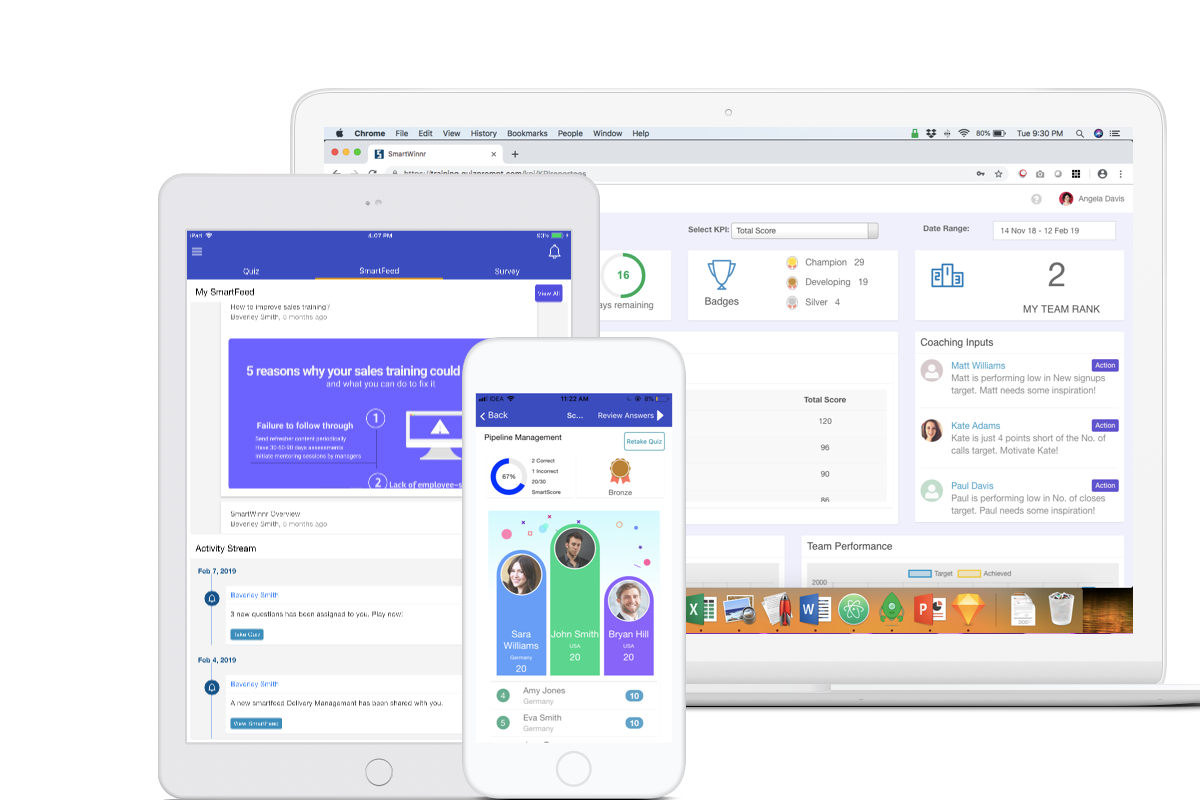 Chrome File Edit View History Bookmarks People Window Help
80% Tue 9:30 PM
SmartWinnr
Angela Davis
Select KPI: Total Score
Date Range: 14 Nov 18 - 12 Feb 19
16
ays remaining
Badges
Champion 29
Developing 19
Silver 4
2
MY TEAM RANK
Total Score
120
96
90
86
Coaching Inputs
Matt Williams Action
Matt is performing low in New signups
target. Matt needs some inspiration!
Kate Adams Action
Kate is just 4 points short of the No. of
calls target. Motivate Kate!
Paul Davis Action
Paul is performing low in No. of closes
target. Paul needs some inspiration!
Team Performance
Target Achieved
2000
iPad 4:07 PM
Quiz SmartFeed Survey
My SmartFeed View All
How to improve sales training?
Beverley Smith, 0 months ago
5 reasons why your sales training could
and what you can do to fix it
Failure to follow through 1
Send refresher content periodically
Have 30-60-90 days assessments
Initiate mentoring sessions by managers
2 Lack of employee-s
SmartWinnr Overview
Beverley Smith, 0 months ago
Activity Stream
Feb 7, 2019
Beverley Smith
3 new questions has been assigned to you. Play now!
Take Quiz
Feb 4, 2019
Beverley Smith
A new smartfeed Delivery Management has been shared with you.
View SmartFeed
IDEA 11:22 AM 8%
Back Sc... Review Answers
Pipeline Management Retake Quiz
67%
2 Correct
1 Incorrect
20/30
SmartScore
Bronze
Sara
Williams
Germany
20
John Smith
USA
20
Bryan Hill
USA
20
4 Amy Jones 10
Germany
5 Eva Smith 10
Germany